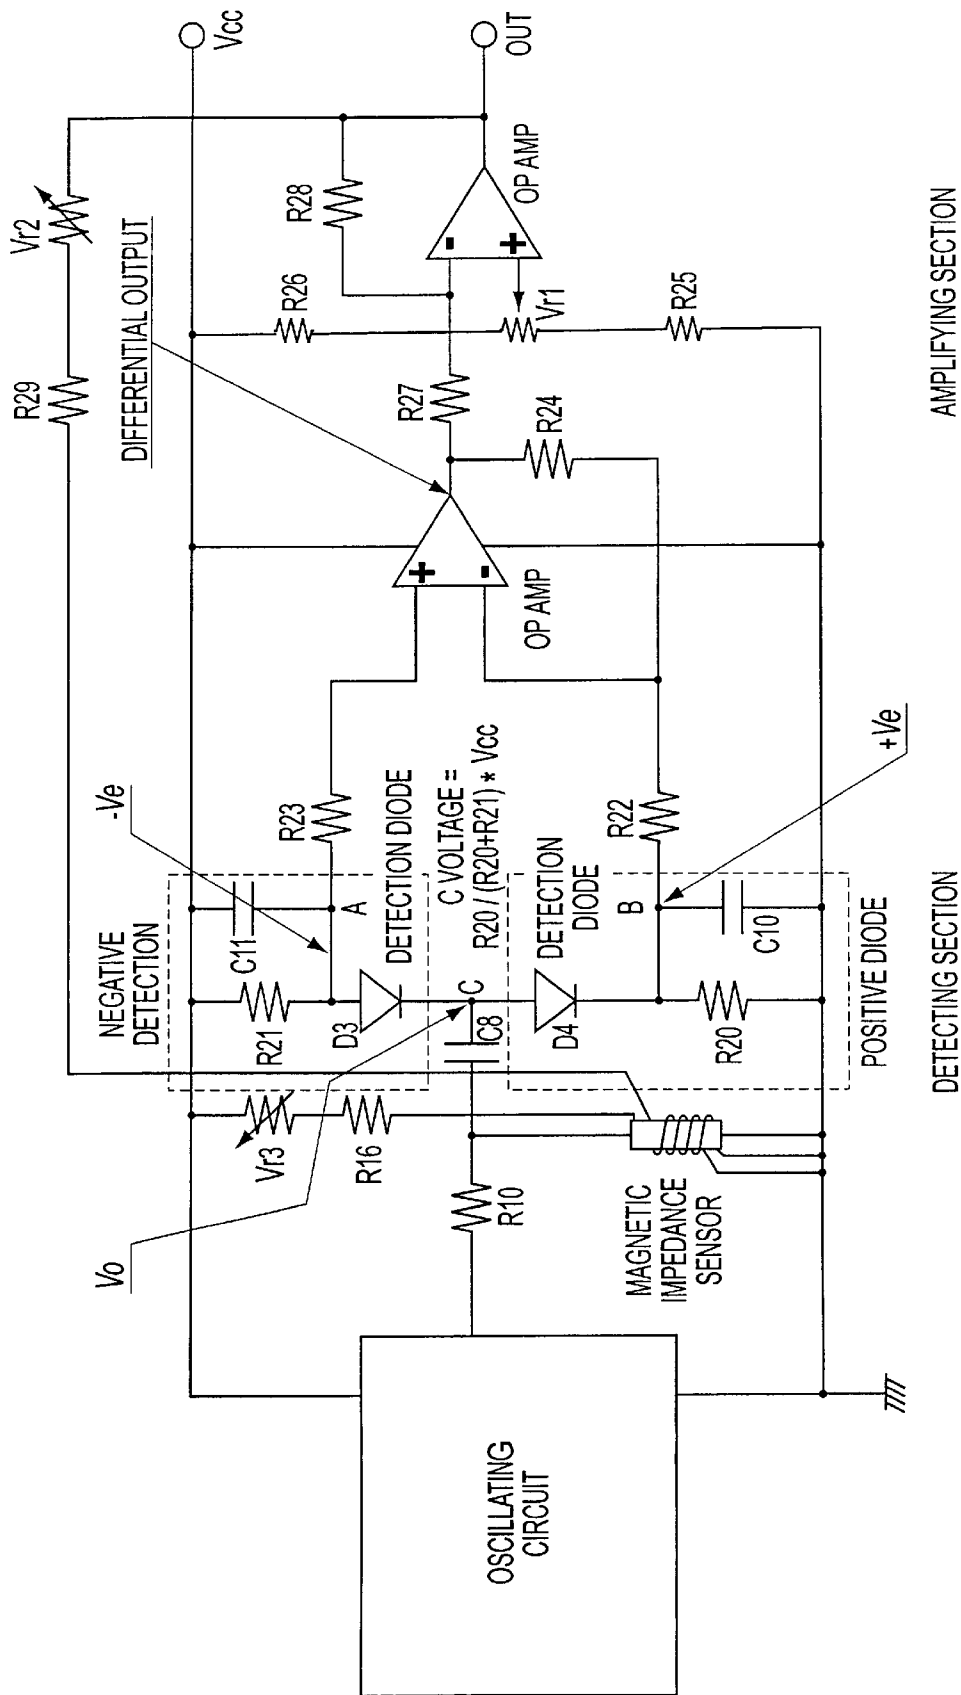 Vcc
OUT
Vr2
R29
DIFFERENTIAL OUTPUT
R28
OP AMP
-
+
R26
Vr1
R25
R27
R24
AMPLIFYING SECTION
+
-
OP AMP
-Ve
R23
DETECTION DIODE
C VOLTAGE =
R20 / (R20+R21) * Vcc
DETECTION
DIODE
R22
+Ve
NEGATIVE
DETECTION
C11
A
R21
D3
C
C8
D4
B
C10
R20
POSITIVE DIODE
DETECTING SECTION
Vo
Vr3
R16
R10
MAGNETIC
IMPEDANCE
SENSOR
OSCILLATING
CIRCUIT